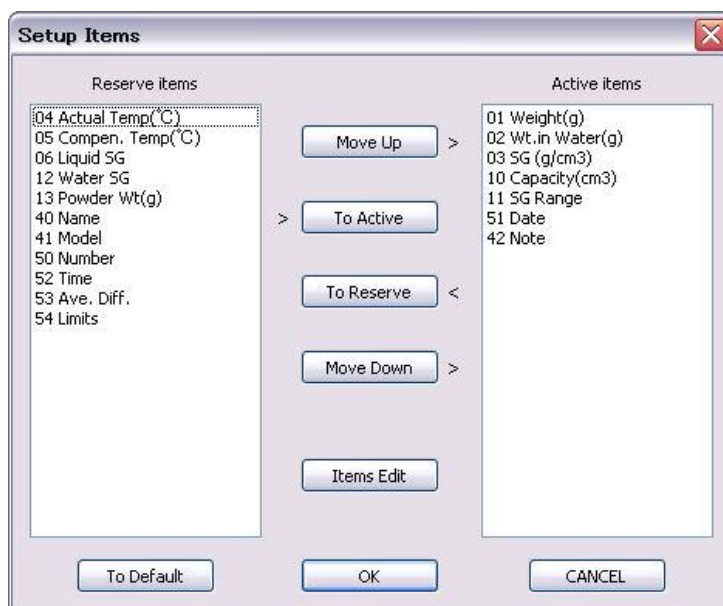 Setup Items
Reserve items
04 Actual Temp(℃)
05 Compen. Temp(℃)
06 Liquid SG
12 Water SG
13 Powder Wt(g)
40 Name
41 Model
50 Number
52 Time
53 Ave. Diff.
54 Limits
Move Up >
> To Active
To Reserve <
Move Down >
Items Edit
Active items
01 Weight(g)
02 Wt.in Water(g)
03 SG (g/cm3)
10 Capacity(cm3)
11 SG Range
51 Date
42 Note
To Default
OK
CANCEL